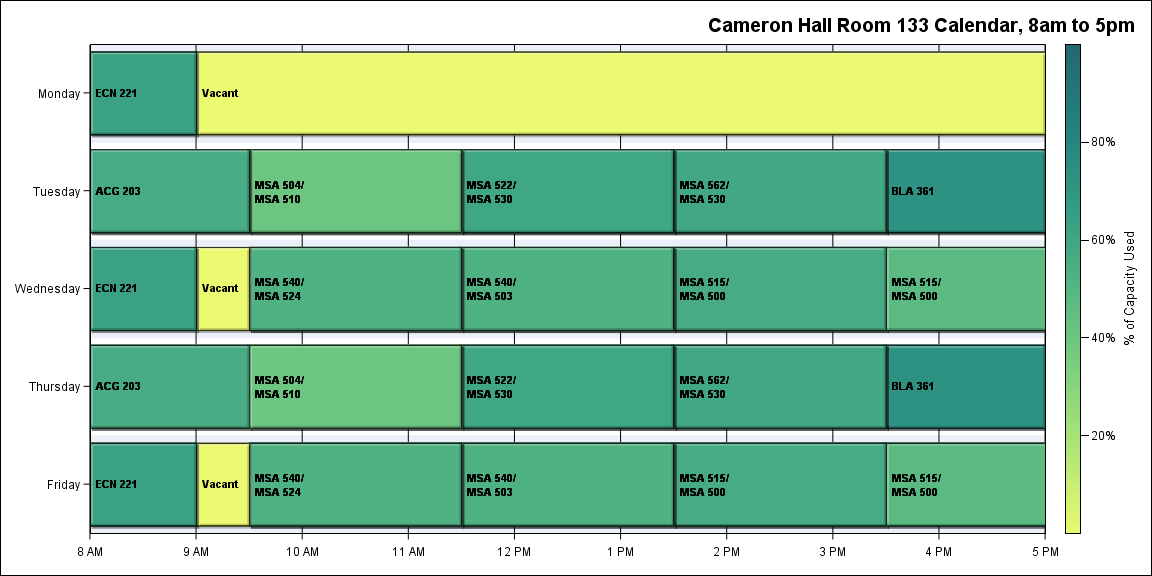 Cameron Hall Room 133 Calendar, 8am to 5pm
Monday
ECN 221
Vacant
Tuesday
ACG 203
MSA 504/
MSA 510
MSA 522/
MSA 530
MSA 562/
MSA 530
BLA 361
Wednesday
ECN 221
Vacant
MSA 540/
MSA 524
MSA 540/
MSA 503
MSA 515/
MSA 500
MSA 515/
MSA 500
Thursday
ACG 203
MSA 504/
MSA 510
MSA 522/
MSA 530
MSA 562/
MSA 530
BLA 361
Friday
ECN 221
Vacant
MSA 540/
MSA 524
MSA 540/
MSA 503
MSA 515/
MSA 500
MSA 515/
MSA 500
8 AM
9 AM
10 AM
11 AM
12 PM
1 PM
2 PM
3 PM
4 PM
5 PM
80%
60%
40%
20%
% of Capacity Used